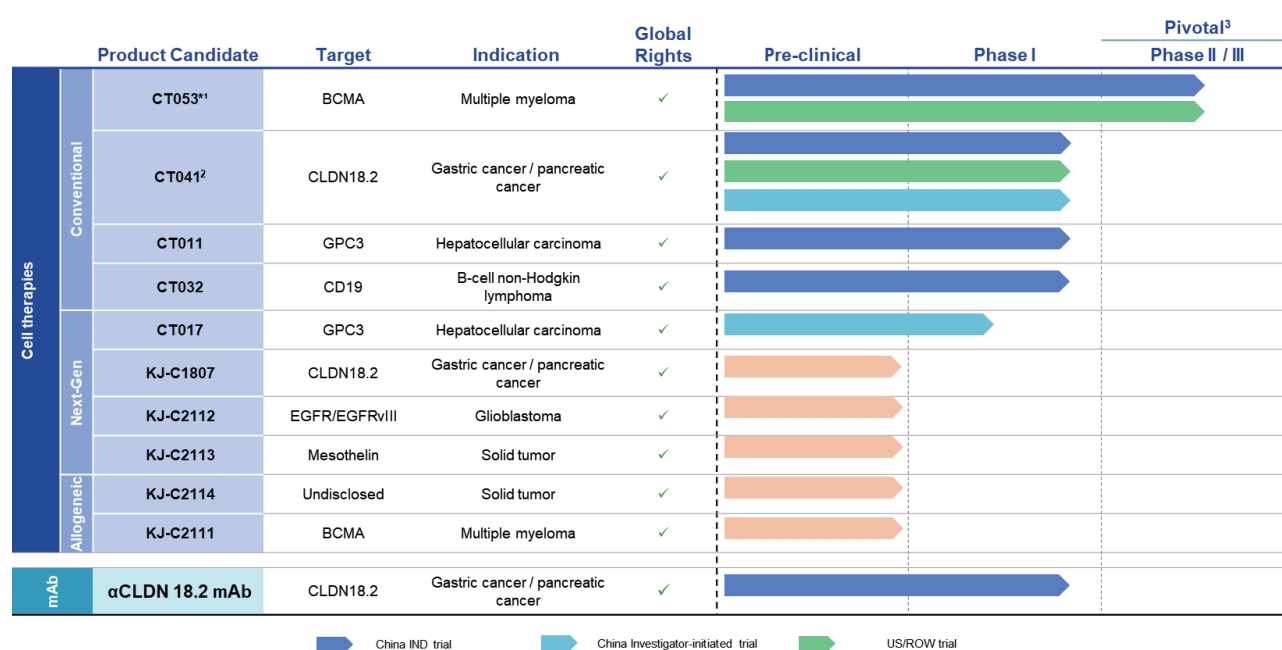 Pivotal3
Product Candidate Target Indication Global Rights Pre-clinical Phase I Phase II / III
Cell therapies
Conventional
CT053*1 BCMA Multiple myeloma ✓
CT0412 CLDN18.2 Gastric cancer / pancreatic cancer ✓
CT011 GPC3 Hepatocellular carcinoma ✓
CT032 CD19 B-cell non-Hodgkin lymphoma ✓
Next-Gen
CT017 GPC3 Hepatocellular carcinoma ✓
KJ-C1807 CLDN18.2 Gastric cancer / pancreatic cancer ✓
KJ-C2112 EGFR/EGFRvIII Glioblastoma ✓
KJ-C2113 Mesothelin Solid tumor ✓
Allogeneic
KJ-C2114 Undisclosed Solid tumor ✓
KJ-C2111 BCMA Multiple myeloma ✓
mAb
αCLDN 18.2 mAb CLDN18.2 Gastric cancer / pancreatic cancer ✓
China IND trial China Investigator-initiated trial US/ROW trial